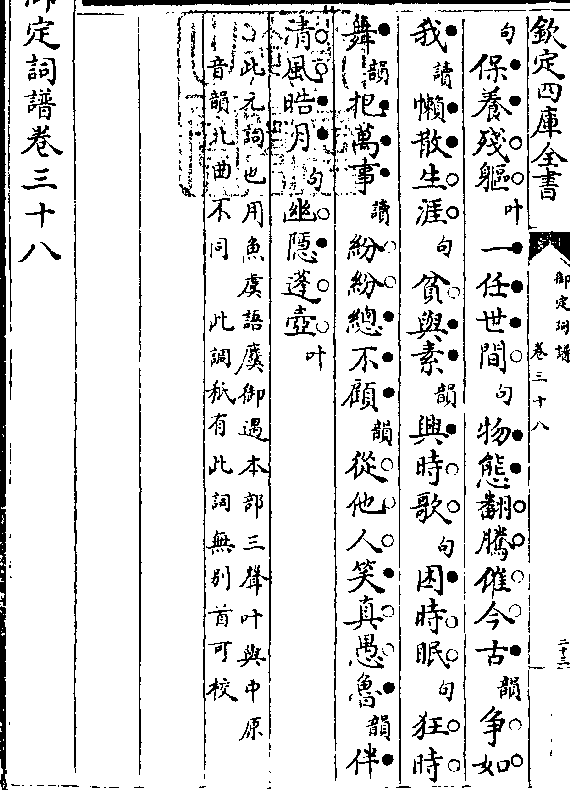 欽定四庫全書
御定詞譜
卷三十八
二十三
句保養殘軀叶一任世間句物態翻騰催今古韻爭如
我讀懶散生涯句貧與素韻興時歌句困時眠句狂時
舞韻把萬事讀紛紛總不顧韻從他人笑真愚魯韻伴
清風皓月句幽隱蓬壺叶
此元詞也用魚虞語麌御遇本部三聲叶與中原
音韻北曲不同此調秖有此詞無別首可校
御定詞譜卷三十八